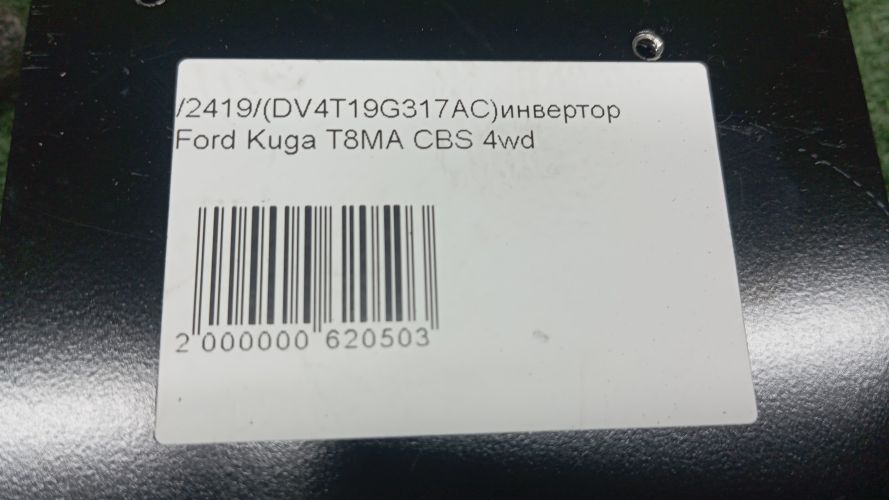 /2419/(DV4T19G317AC)инвертор
Ford Kuga T8MA CBS 4wd
2 000000 620503